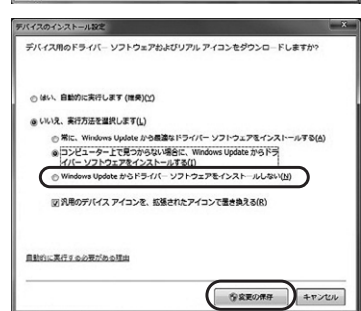 デバイスのインストール設定
デバイス用のドライバー ソフトウェアおよびリアル アイコンをダウンロードしますか?
はい、自動的に実行します (推奨)(Y)
いいえ、実行方法を選択します(L)
常に、Windows Update から最適なドライバー ソフトウェアをインストールする(A)
コンピューター上で見つからない場合に、Windows Update からドラ
イバー ソフトウェアをインストールする(I)
Windows Update からドライバー ソフトウェアをインストールしない(N)
汎用のデバイス アイコンを、拡張されたアイコンで置き換える(R)
自動的に実行する必要がある理由
変更の保存 キャンセル